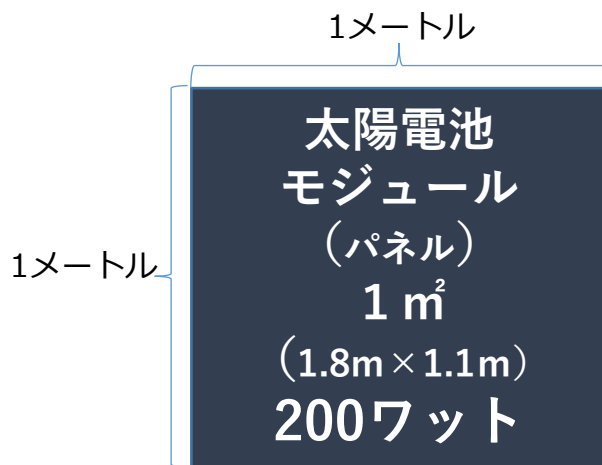 1メートル
1メートル
太陽電池
モジュール
(パネル)
1 ㎡
(1.8m×1.1m)
200ワット